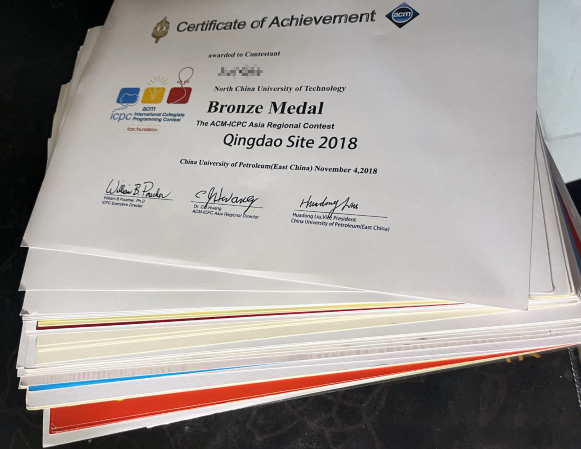 Certificate of Achievement
acm
awarded to Contestant
North China University of Technology
Bronze Medal
The ACM-ICPC Asia Regional Contest
Qingdao Site 2018
China University of Petroleum(East China) November 4,2018
acm
icpc
International Collegiate
Programming Contest
icpc.foundation
William B. Poucher, Ph.D
ICPC Executive Director
Dr. C.J. Hwang
ACM-ICPC Asia Regional Director
Huadong Liu, Vice President
China University of Petroleum(East China)